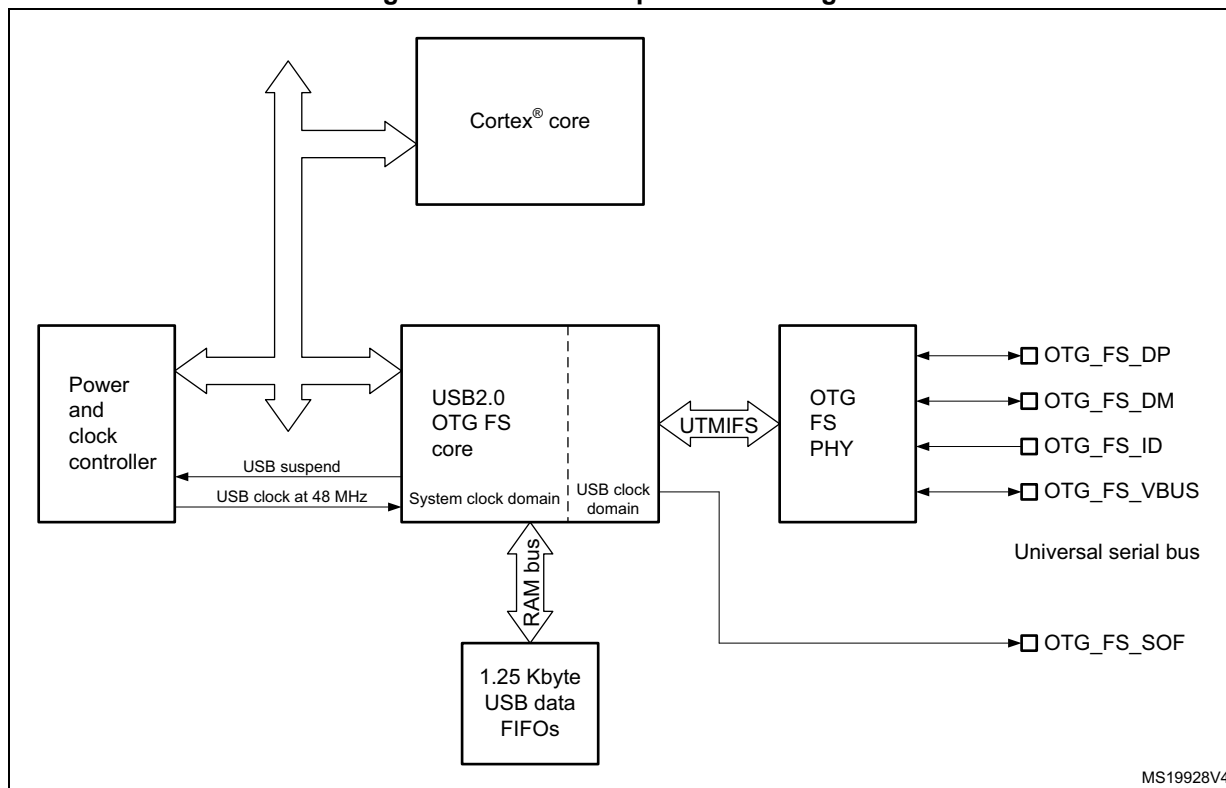 Cortex® core
Power
and
clock
controller
USB2.0
OTG FS
core
UTMIFS
OTG
FS
PHY
OTG_FS_DP
OTG_FS_DM
OTG_FS_ID
OTG_FS_VBUS
USB suspend
USB clock at 48 MHz
System clock domain
USB clock
domain
Universal serial bus
RAM bus
OTG_FS_SOF
1.25 Kbyte
USB data
FIFOs
MS19928V4